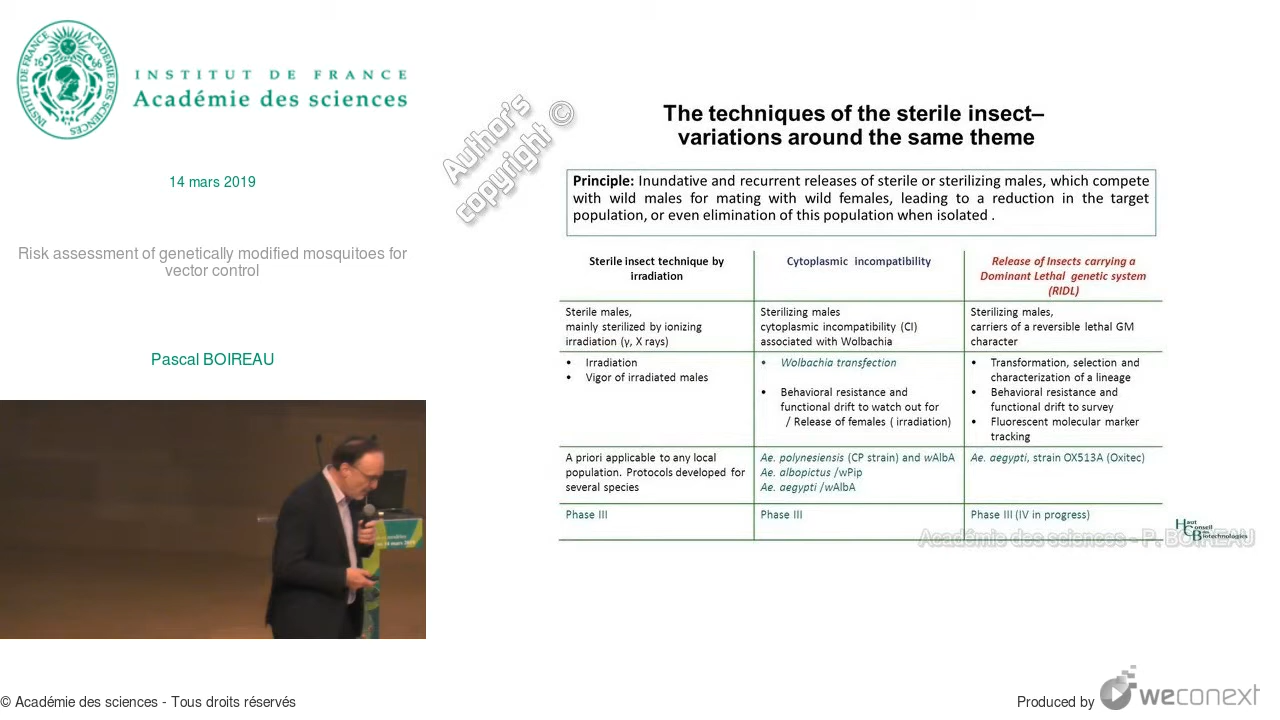 INSTITUT DE FRANCE
Académie des sciences
14 mars 2019
Risk assessment of genetically modified mosquitoes for
vector control
Pascal BOIREAU
Author's
copyright ©
The techniques of the sterile insect–
variations around the same theme
Principle: Inundative and recurrent releases of sterile or sterilizing males, which compete
with wild males for mating with wild females, leading to a reduction in the target
population, or even elimination of this population when isolated .
Sterile insect technique by
irradiation
Cytoplasmic incompatibility
Release of Insects carrying a
Dominant Lethal genetic system
(RIDL)
Sterile males,
mainly sterilized by ionizing
irradiation (γ, X rays)
Sterilizing males
cytoplasmic incompatibility (CI)
associated with Wolbachia
Sterilizing males,
carriers of a reversible lethal GM
character
• Irradiation
• Vigor of irradiated males
• Wolbachia transfection
• Behavioral resistance and
functional drift to watch out for
/ Release of females ( irradiation)
• Transformation, selection and
characterization of a lineage
• Behavioral resistance and
functional drift to survey
• Fluorescent molecular marker
tracking
A priori applicable to any local
population. Protocols developed for
several species
Ae. polynesiensis (CP strain) and wAlbA
Ae. albopictus /wPip
Ae. aegypti /wAlbA
Ae. aegypti, strain OX513A (Oxitec)
Phase III
Phase III
Phase III (IV in progress)
Académie des sciences - P. BOIREAU
Haut
Conseil
des
Biotechnologies
© Académie des sciences - Tous droits réservés
Produced by
weconext